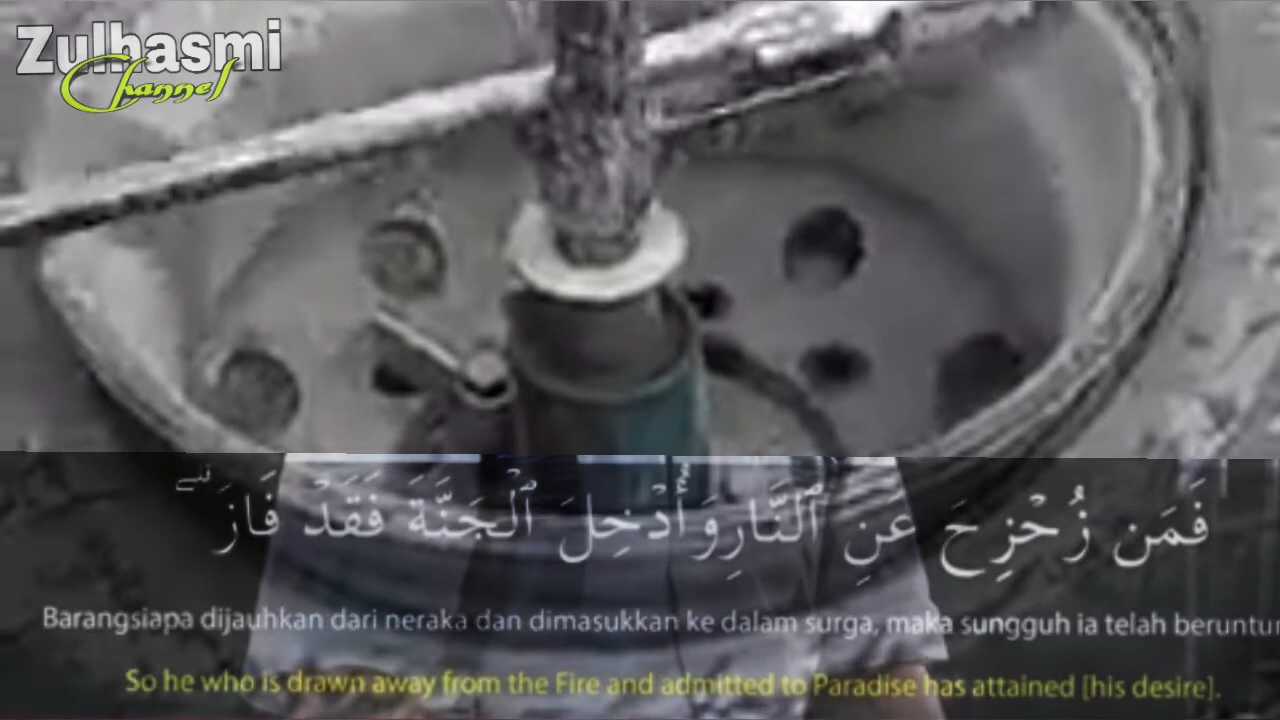 Zulhasmi
Channel
فَمَن زُحْزِحَ عَنِ ٱلنَّارِ وَأُدْخِلَ ٱلْجَنَّةَ فَقَدْ فَازَ ۗ
Barangsiapa dijauhkan dari neraka dan dimasukkan ke dalam surga, maka sungguh ia telah beruntun
So he who is drawn away from the Fire and admitted to Paradise has attained [his desire].